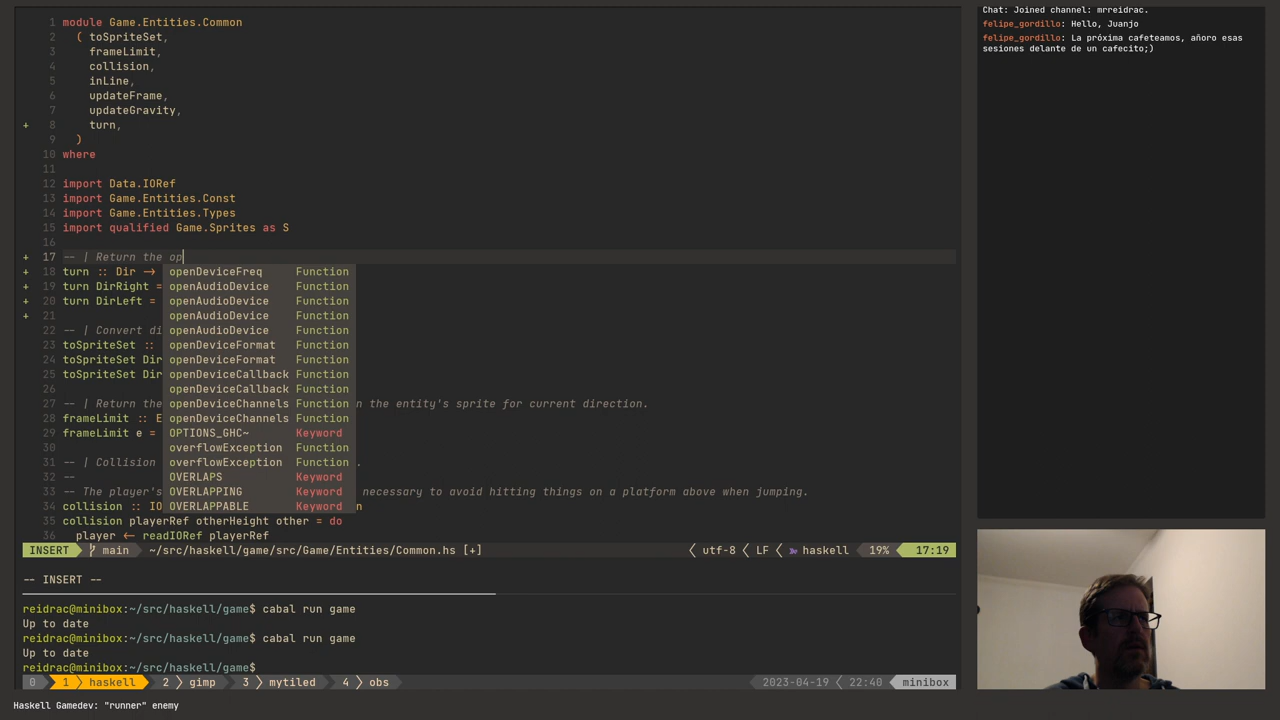 1 module Game.Entities.Common
2 ( toSpriteSet,
3 frameLimit,
4 collision,
5 inLine,
6 updateFrame,
7 updateGravity,
+ 8 turn,
9 )
10 where
11
12 import Data.IORef
13 import Game.Entities.Const
14 import Game.Entities.Types
15 import qualified Game.Sprites as S
16
+ 17 -- | Return the op
+ 18 turn :: Dir → openDeviceFreq Function
+ 19 turn DirRight = openAudioDevice Function
+ 20 turn DirLeft = openAudioDevice Function
+ 21 openAudioDevice Function
22 -- | Convert di openAudioDevice Function
23 toSpriteSet :: openDeviceFormat Function
24 toSpriteSet Dir openDeviceFormat Function
25 toSpriteSet Dir openDeviceCallback Function
26 openDeviceCallback Function
27 -- | Return the openDeviceChannels Function n the entity's sprite for current direction.
28 frameLimit :: E openDeviceChannels Function
29 frameLimit e = OPTIONS_GHC~ Keyword
30 overflowException Function
31 -- | Collision overflowException Function .
32 -- OVERLAPS Keyword
33 -- The player's OVERLAPPING Keyword necessary to avoid hitting things on a platform above when jumping.
34 collision :: IO OVERLAPPABLE Keyword n
35 collision playerRef otherHeight other = do
36 player ← readIORef playerRef
INSERT main ~/src/haskell/game/src/Game/Entities/Common.hs [+] utf-8 LF haskell 19% 17:19
-- INSERT --
reidrac@minibox:~/src/haskell/game$ cabal run game
Up to date
reidrac@minibox:~/src/haskell/game$ cabal run game
Up to date
reidrac@minibox:~/src/haskell/game$
0 1 haskell 2 gimp 3 mytiled 4 obs 2023-04-19 22:40 minibox
Haskell Gamedev: "runner" enemy
Chat: Joined channel: mrreidrac.
felipe_gordillo: Hello, Juanjo
felipe_gordillo: La próxima cafeteamos, añoro esas
sesiones delante de un cafecito;)